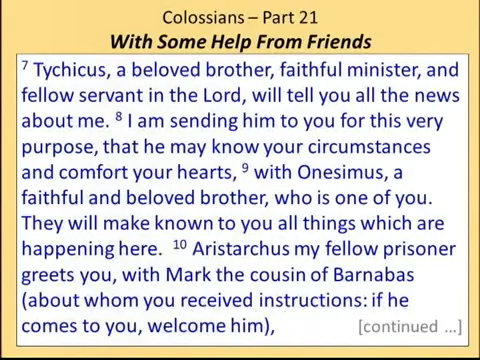 Colossians – Part 21
With Some Help From Friends
⁷ Tychicus, a beloved brother, faithful minister, and
fellow servant in the Lord, will tell you all the news
about me. ⁸ I am sending him to you for this very
purpose, that he may know your circumstances
and comfort your hearts, ⁹ with Onesimus, a
faithful and beloved brother, who is one of you.
They will make known to you all things which are
happening here. ¹⁰ Aristarchus my fellow prisoner
greets you, with Mark the cousin of Barnabas
(about whom you received instructions: if he
comes to you, welcome him), [continued …]